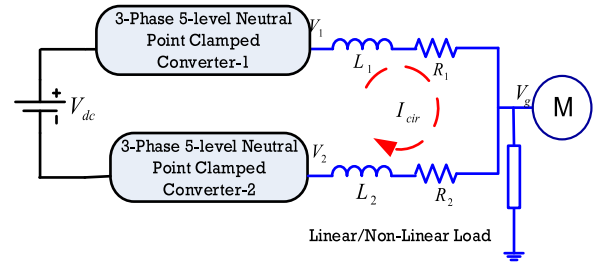 3-Phase 5-level Neutral
Point Clamped
Converter-1
V1
L1
R1
Vdc
Icir
Vg
M
3-Phase 5-level Neutral
Point Clamped
Converter-2
V2
L2
R2
Linear/Non-Linear Load